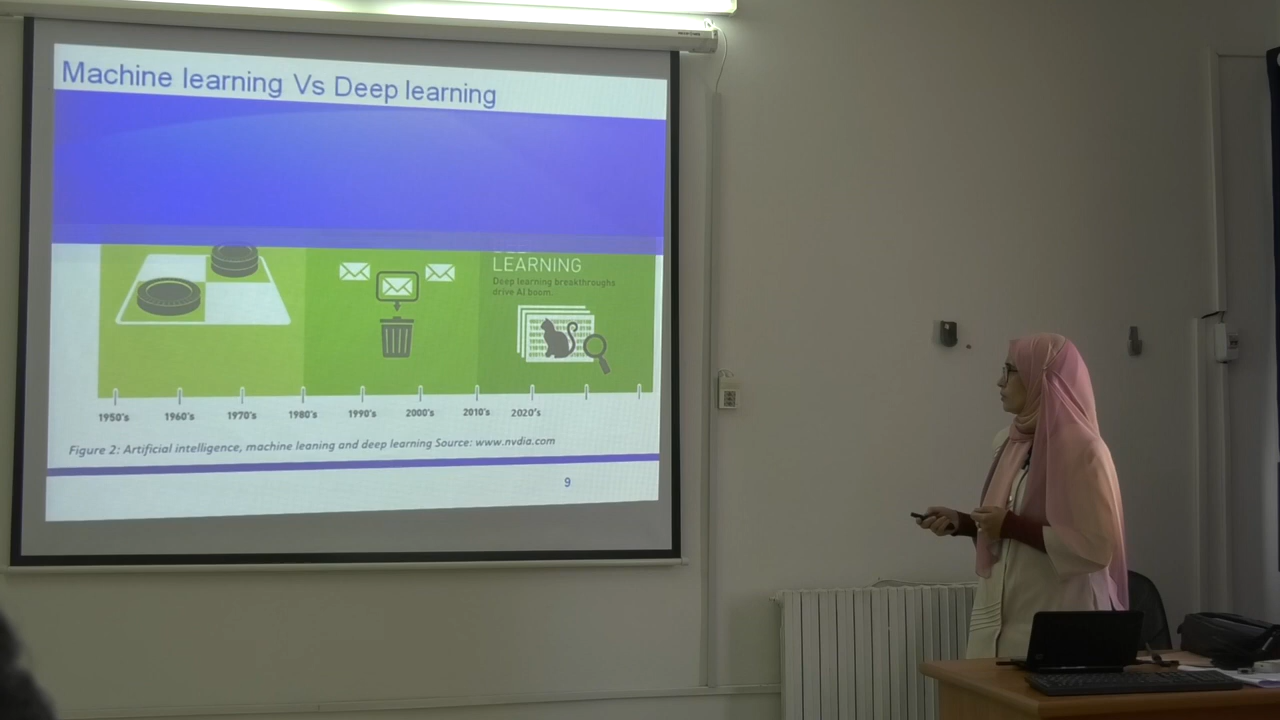 Machine learning Vs Deep learning
LEARNING
Deep learning breakthroughs
drive AI boom.
1950's 1960's 1970's 1980's 1990's 2000's 2010's 2020's
Figure 2: Artificial intelligence, machine leaning and deep learning Source: www.nvdia.com
9